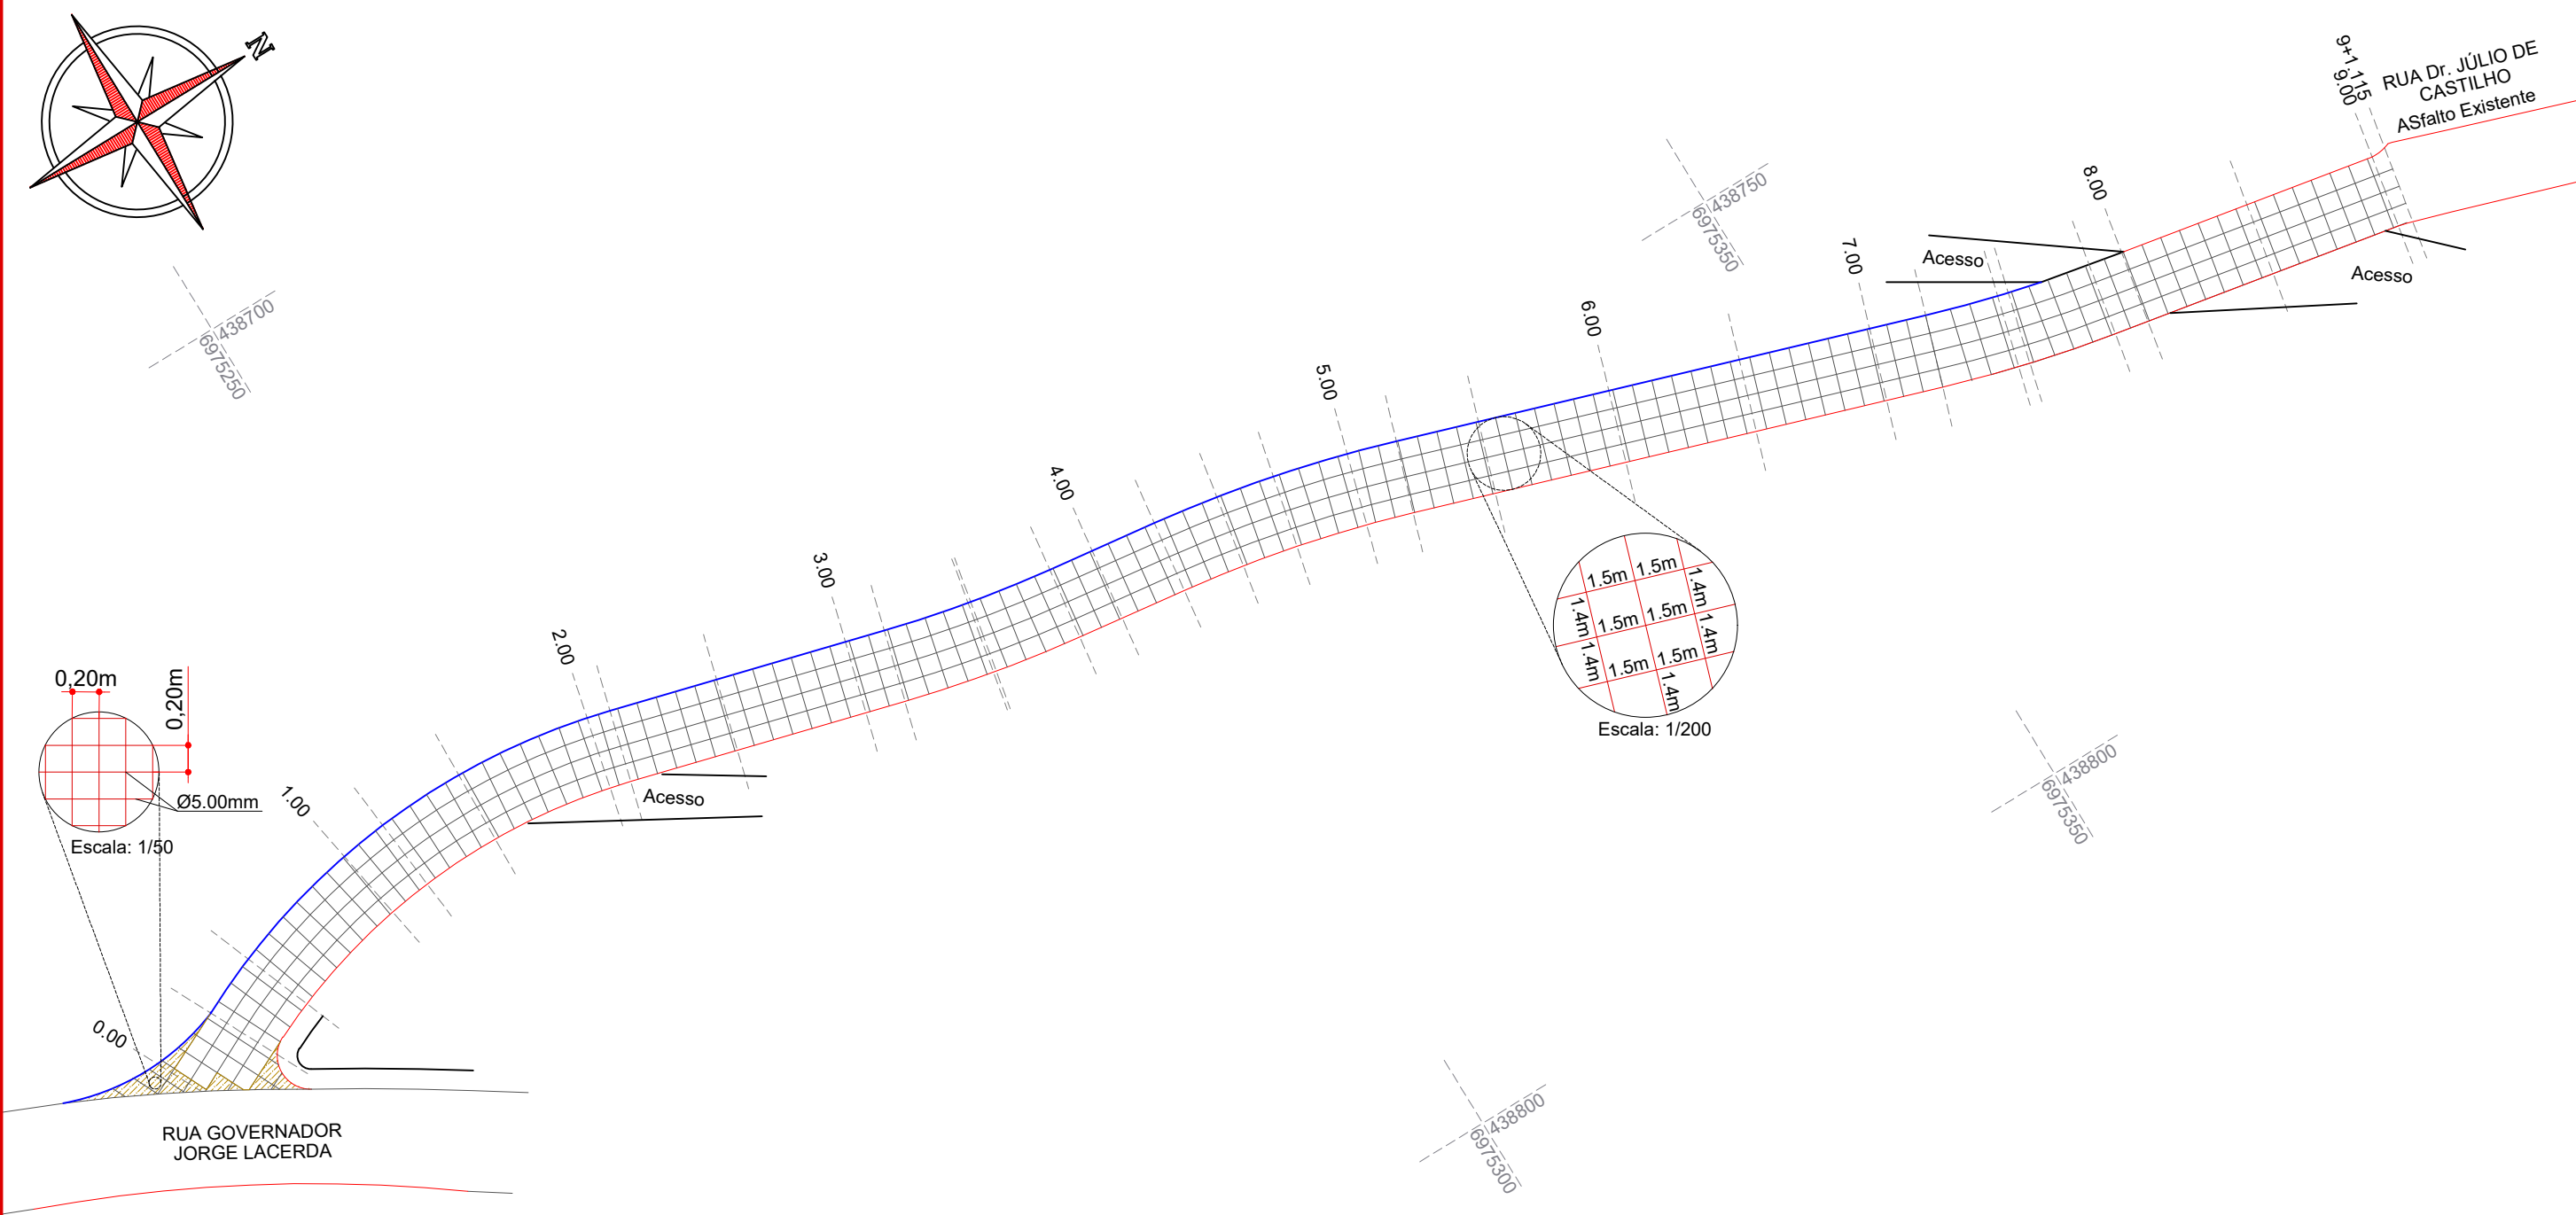 N
9+1.115
9.00
RUA Dr. JÚLIO DE
CASTILHO
ASfalto Existente
438750
6975350
8.00
Acesso
Acesso
7.00
438700
6975250
6.00
5.00
4.00
3.00
1.5m 1.5m
1.4m
1.4m
1.5m 1.5m
1.4m
1.4m
1.5m 1.5m
1.4m
Escala: 1/200
2.00
0,20m
0,20m
Ø5.00mm
Escala: 1/50
1.00
Acesso
438800
6975350
0.00
438800
6975300
RUA GOVERNADOR
JORGE LACERDA